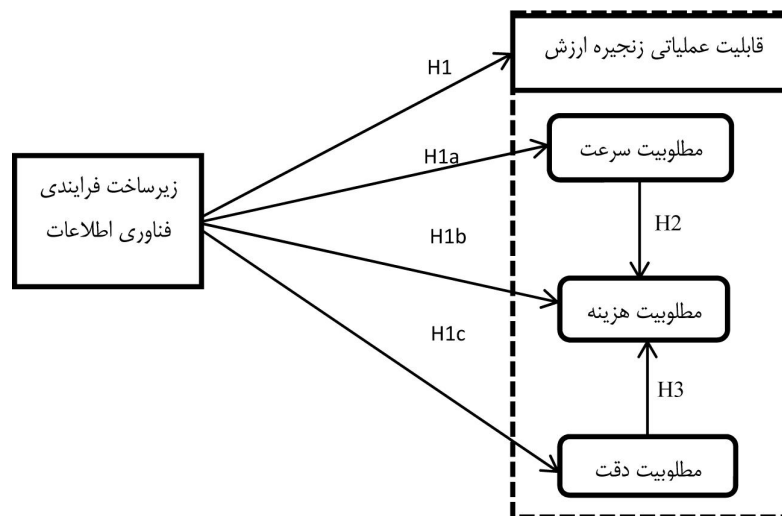 قابلیت عملیاتی زنجیره ارزش
H1
مطلوبیت سرعت
H1a
زیرساخت فرایندی
فناوری اطلاعات
H2
H1b
مطلوبیت هزینه
H1c
H3
مطلوبیت دقت